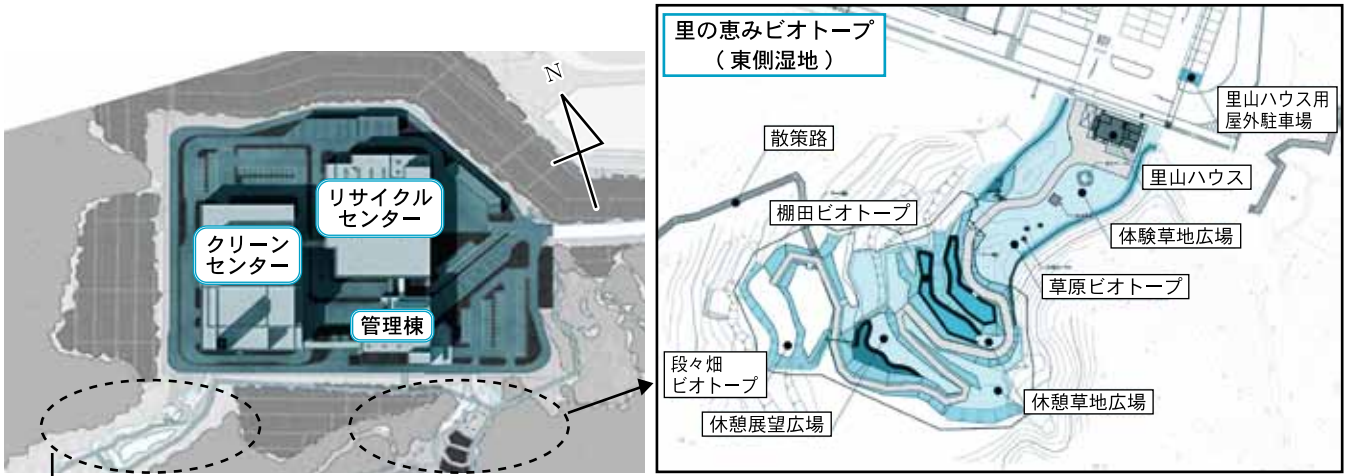 N
リサイクル
センター
クリーン
センター
管理棟
里の恵みビオトープ
（東側湿地）
里山ハウス用
屋外駐車場
散策路
里山ハウス
棚田ビオトープ
体験草地広場
草原ビオトープ
段々畑
ビオトープ
休憩草地広場
休憩展望広場